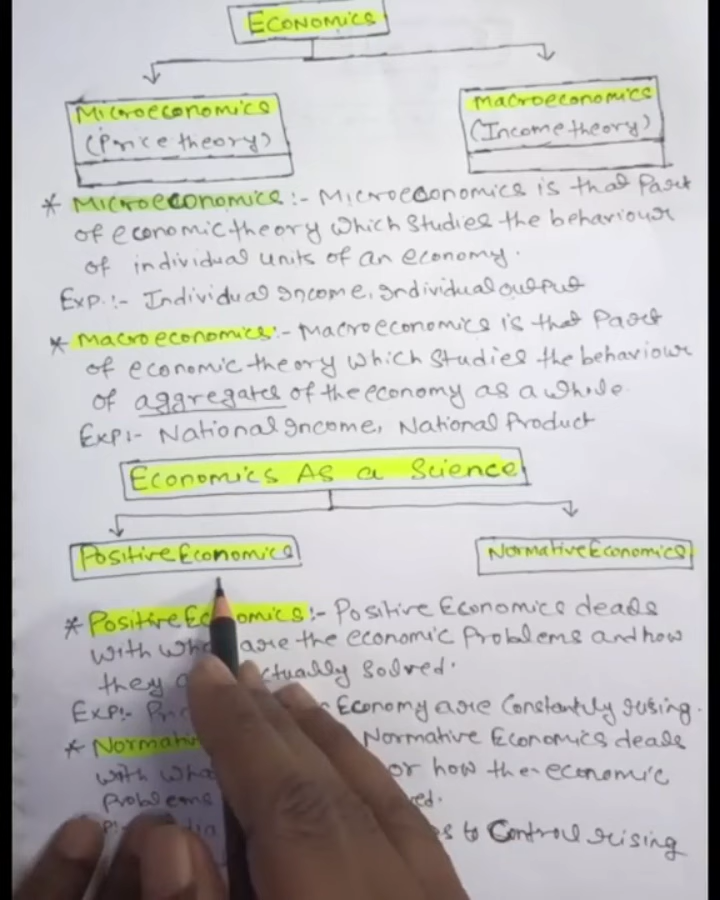 Economics
Microeconomics
(Price theory)
Macroeconomics
(Income theory)
* Microeconomics :- Microeconomics is that Part
of economic theory which studies the behaviour
of individual units of an economy.
Exp.:- Individual Income, Individual output
* Macroeconomics :- Macroeconomics is that Part
of economic theory which studies the behaviour
of aggregates of the economy as a whole.
Exp:- National Income, National Product
Economics As a Science
Positive Economics
Normative Economics
* Positive Economics :- Positive Economics deals
with are the economic Problems and how
they actually solved.
Exp:- Economy are Constantly rising.
* Normative Economics deals
with or how the economic
Problems
to Control rising